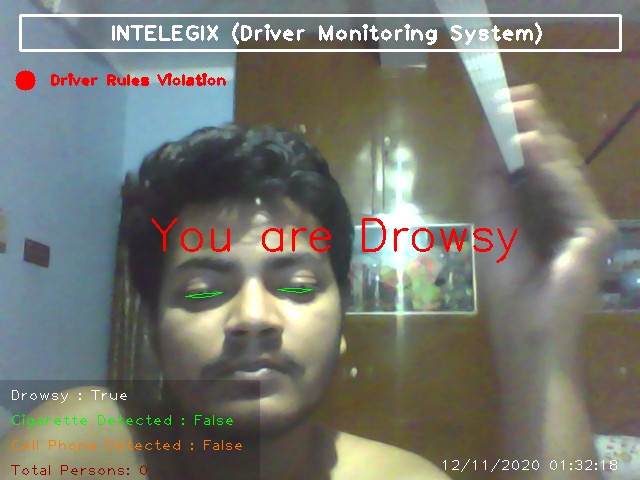 INTELEGIX (Driver Monitoring System)
Driver Rules Violation
You are Drowsy
Drowsy : True
Cigarette Detected : False
Cell Phone Detected : False
Total Persons: 0
12/11/2020 01:32:18